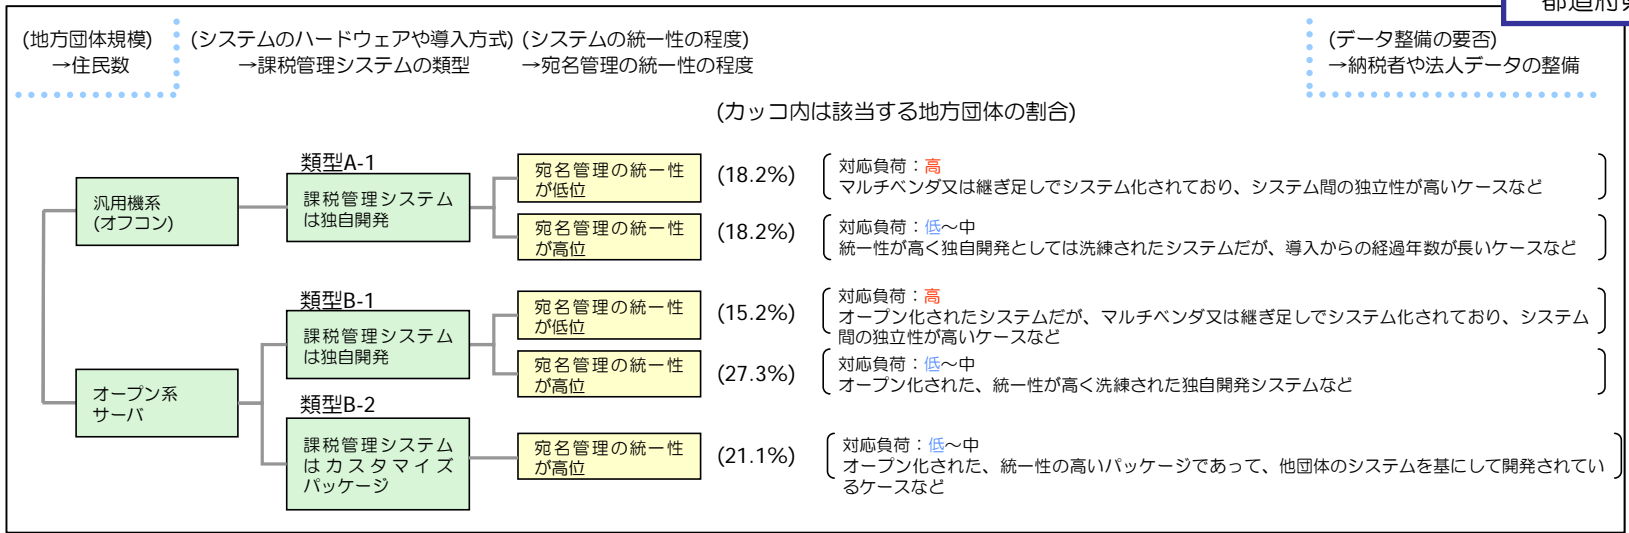 都道府県
(地方団体規模)
→住民数
(システムのハードウェアや導入方式)
→課税管理システムの類型
(システムの統一性の程度)
→宛名管理の統一性の程度
(データ整備の要否)
→納税者や法人データの整備
(カッコ内は該当する地方団体の割合)
汎用機系
(オフコン)
類型A-1
課税管理システム
は独自開発
宛名管理の統一性
が低位
(18.2%)
対応負荷：高
マルチベンダ又は継ぎ足しでシステム化されており、システム間の独立性が高いケースなど
宛名管理の統一性
が高位
(18.2%)
対応負荷：低～中
統一性が高く独自開発としては洗練されたシステムだが、導入からの経過年数が長いケースなど
オープン系
サーバ
類型B-1
課税管理システム
は独自開発
宛名管理の統一性
が低位
(15.2%)
対応負荷：高
オープン化されたシステムだが、マルチベンダ又は継ぎ足しでシステム化されており、システム
間の独立性が高いケースなど
宛名管理の統一性
が高位
(27.3%)
対応負荷：低～中
オープン化された、統一性が高く洗練された独自開発システムなど
類型B-2
課税管理システム
はカスタマイズ
パッケージ
宛名管理の統一性
が高位
(21.1%)
対応負荷：低～中
オープン化された、統一性の高いパッケージであって、他団体のシステムを基にして開発されてい
るケースなど